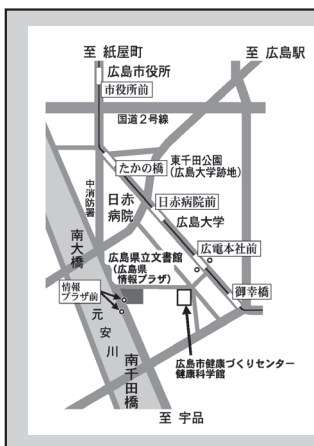 至 紙屋町
至 広島駅
広島市役所
市役所前
国道2号線
たかの橋
東千田公園
(広島大学跡地)
中消防署
日赤
病院
日赤病院前
広島大学
南大橋
広電本社前
広島県立文書館
(広島県
情報プラザ)
情報
プラザ前
御幸橋
元安川
南千田橋
広島市健康づくりセンター
健康科学館
至 宇品